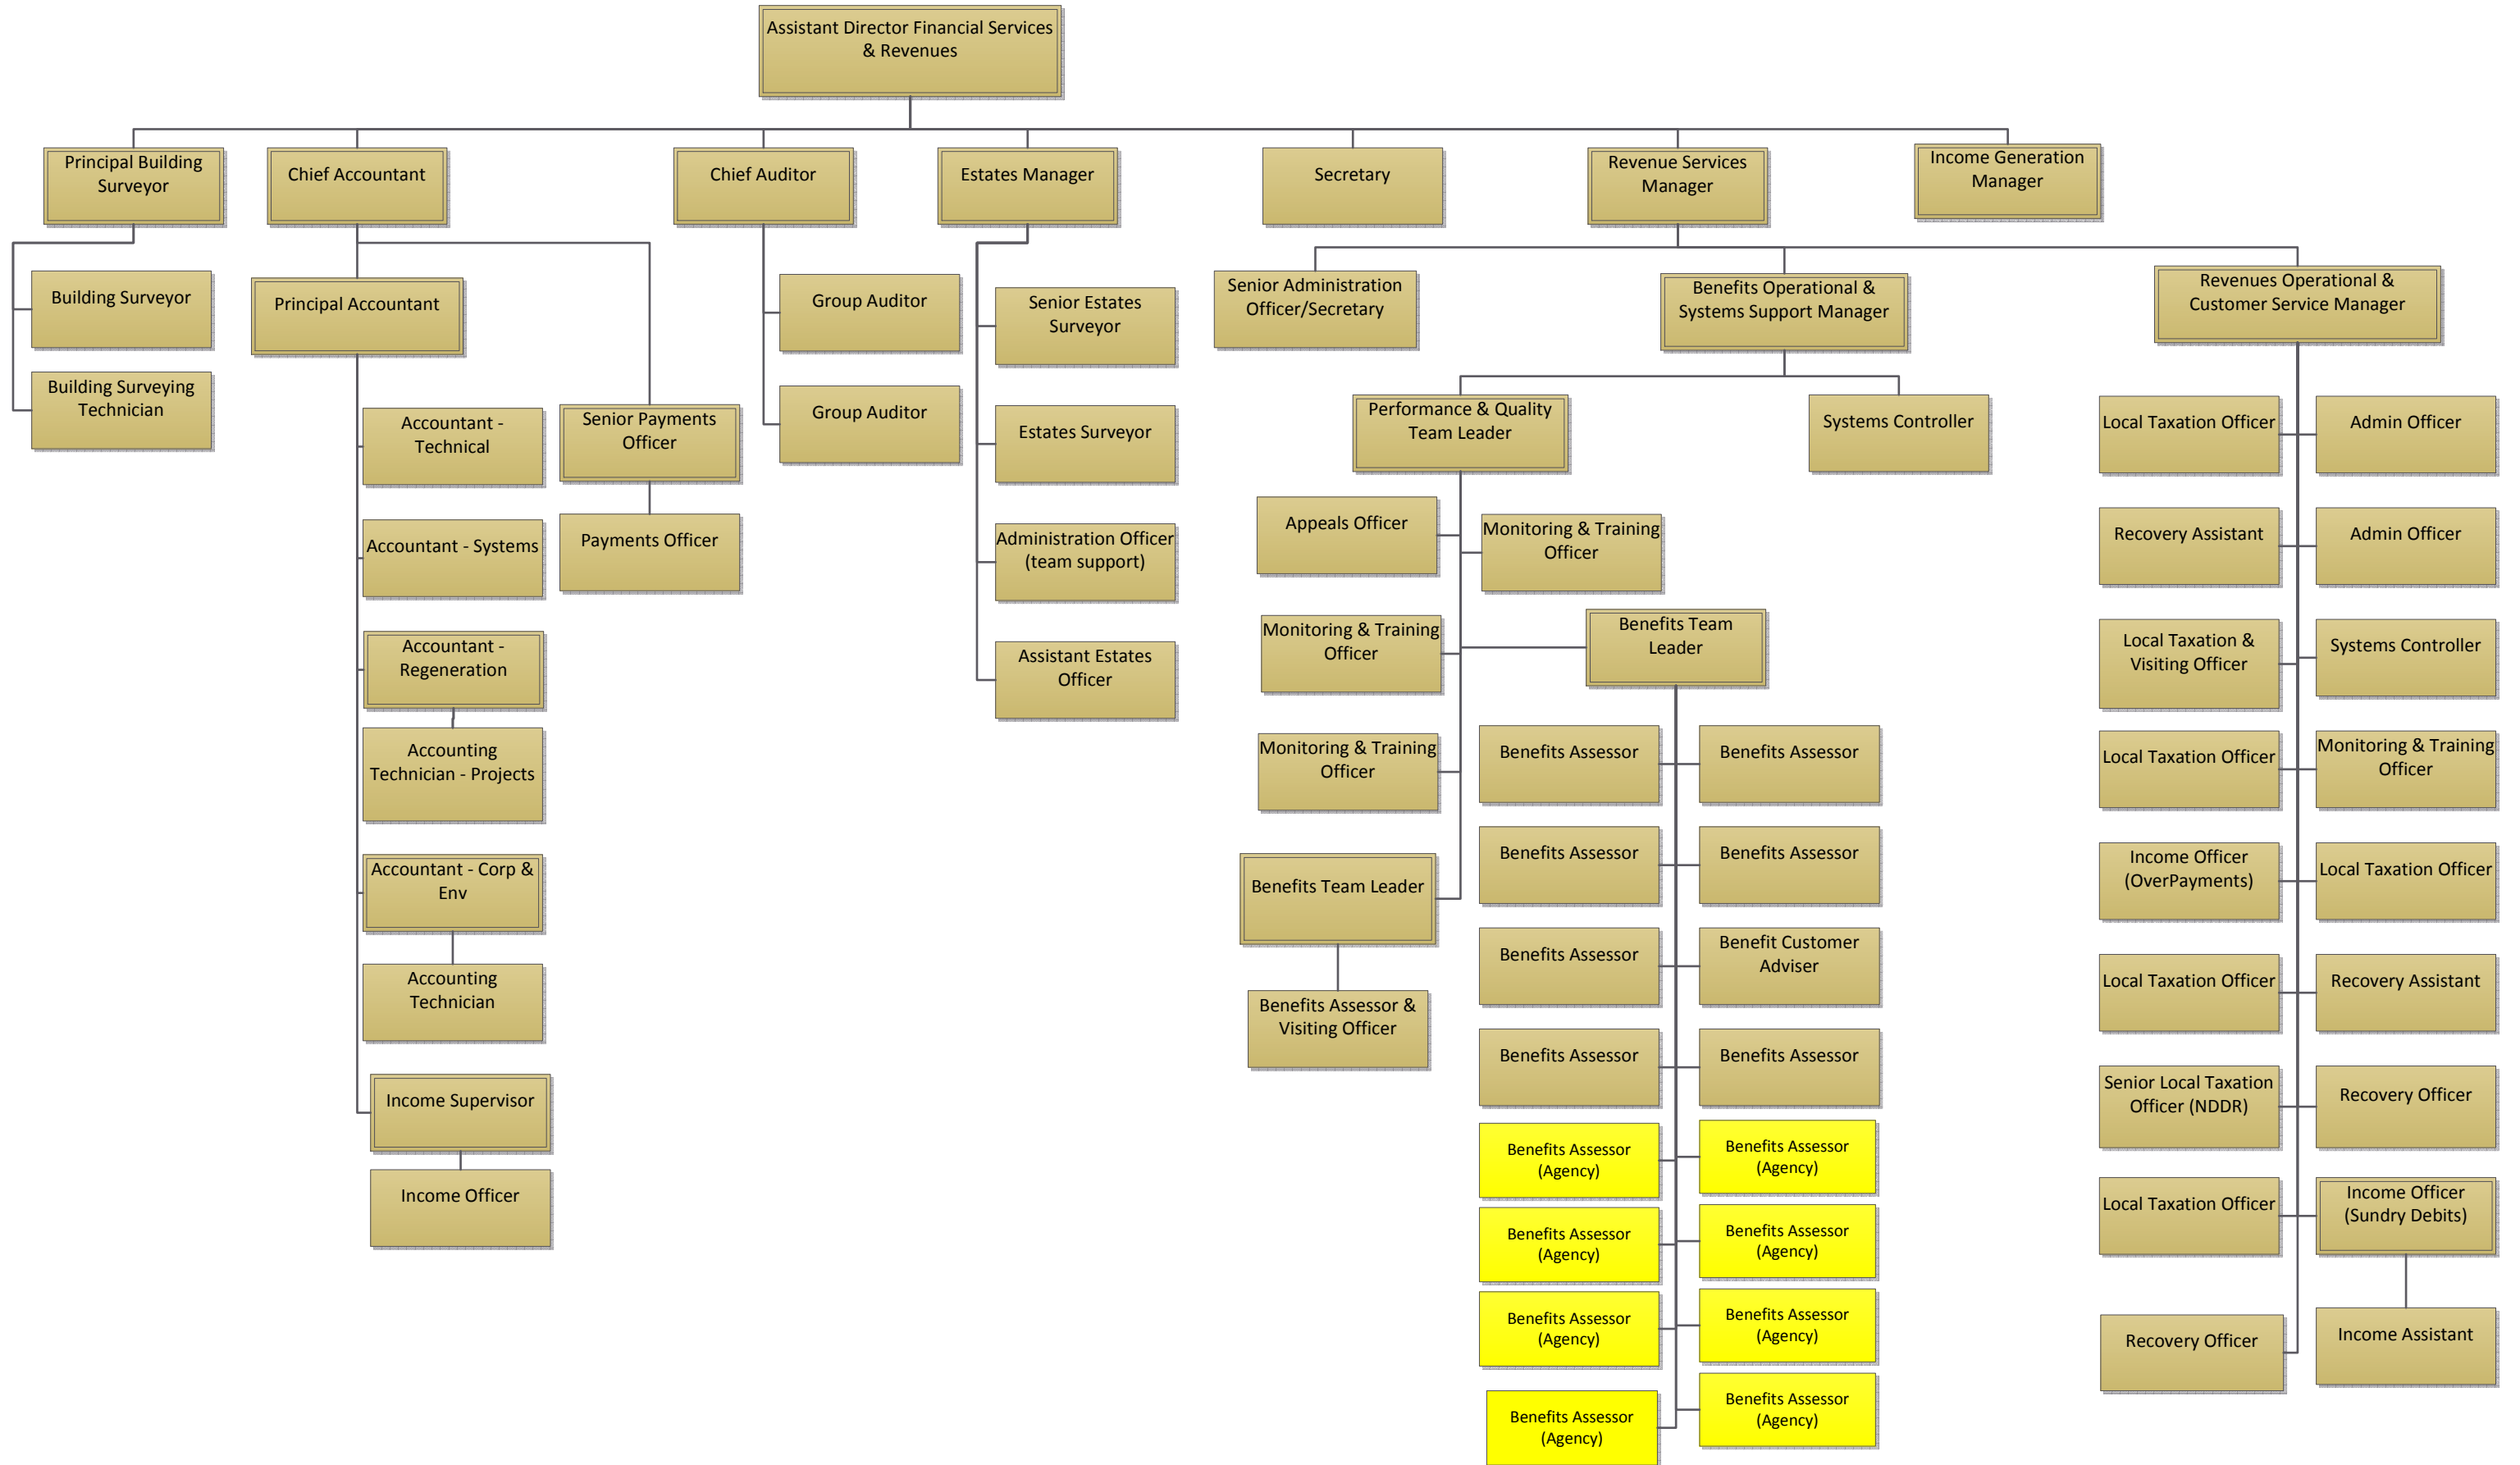 Assistant Director Financial Services
& Revenues
Principal Building
Surveyor
Chief Accountant
Chief Auditor
Estates Manager
Secretary
Revenue Services
Manager
Income Generation
Manager
Building Surveyor
Building Surveying
Technician
Principal Accountant
Accountant -
Technical
Accountant - Systems
Accountant -
Regeneration
Accounting
Technician - Projects
Accountant - Corp &
Env
Accounting
Technician
Income Supervisor
Income Officer
Senior Payments
Officer
Payments Officer
Group Auditor
Group Auditor
Senior Estates
Surveyor
Estates Surveyor
Administration Officer
(team support)
Assistant Estates
Officer
Senior Administration
Officer/Secretary
Benefits Operational &
Systems Support Manager
Revenues Operational &
Customer Service Manager
Performance & Quality
Team Leader
Systems Controller
Appeals Officer
Monitoring & Training
Officer
Monitoring & Training
Officer
Benefits Team
Leader
Monitoring & Training
Officer
Benefits Team Leader
Benefits Assessor &
Visiting Officer
Benefits Assessor
Benefits Assessor
Benefits Assessor
Benefits Assessor
Benefits Assessor
Benefit Customer
Adviser
Benefits Assessor
Benefits Assessor
Benefits Assessor
(Agency)
Benefits Assessor
(Agency)
Benefits Assessor
(Agency)
Benefits Assessor
(Agency)
Benefits Assessor
(Agency)
Benefits Assessor
(Agency)
Benefits Assessor
(Agency)
Benefits Assessor
(Agency)
Local Taxation Officer
Admin Officer
Recovery Assistant
Admin Officer
Local Taxation &
Visiting Officer
Systems Controller
Local Taxation Officer
Monitoring & Training
Officer
Income Officer
(OverPayments)
Local Taxation Officer
Local Taxation Officer
Recovery Assistant
Senior Local Taxation
Officer (NDDR)
Recovery Officer
Local Taxation Officer
Income Officer
(Sundry Debits)
Recovery Officer
Income Assistant